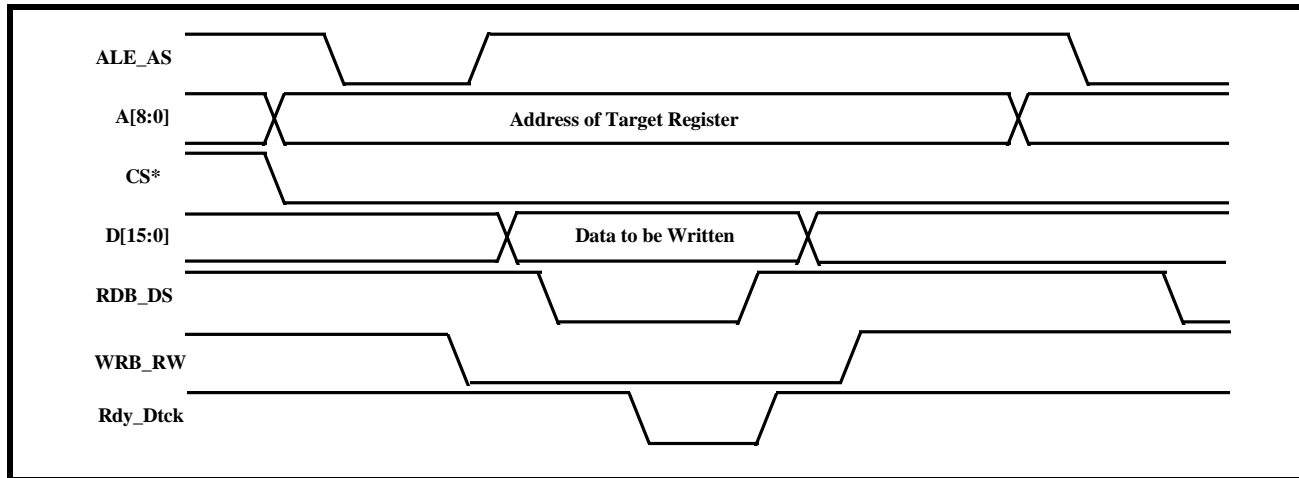 ALE_AS
A[8:0]
Address of Target Register
CS*
D[15:0]
Data to be Written
RDB_DS
WRB_RW
Rdy_Dtck